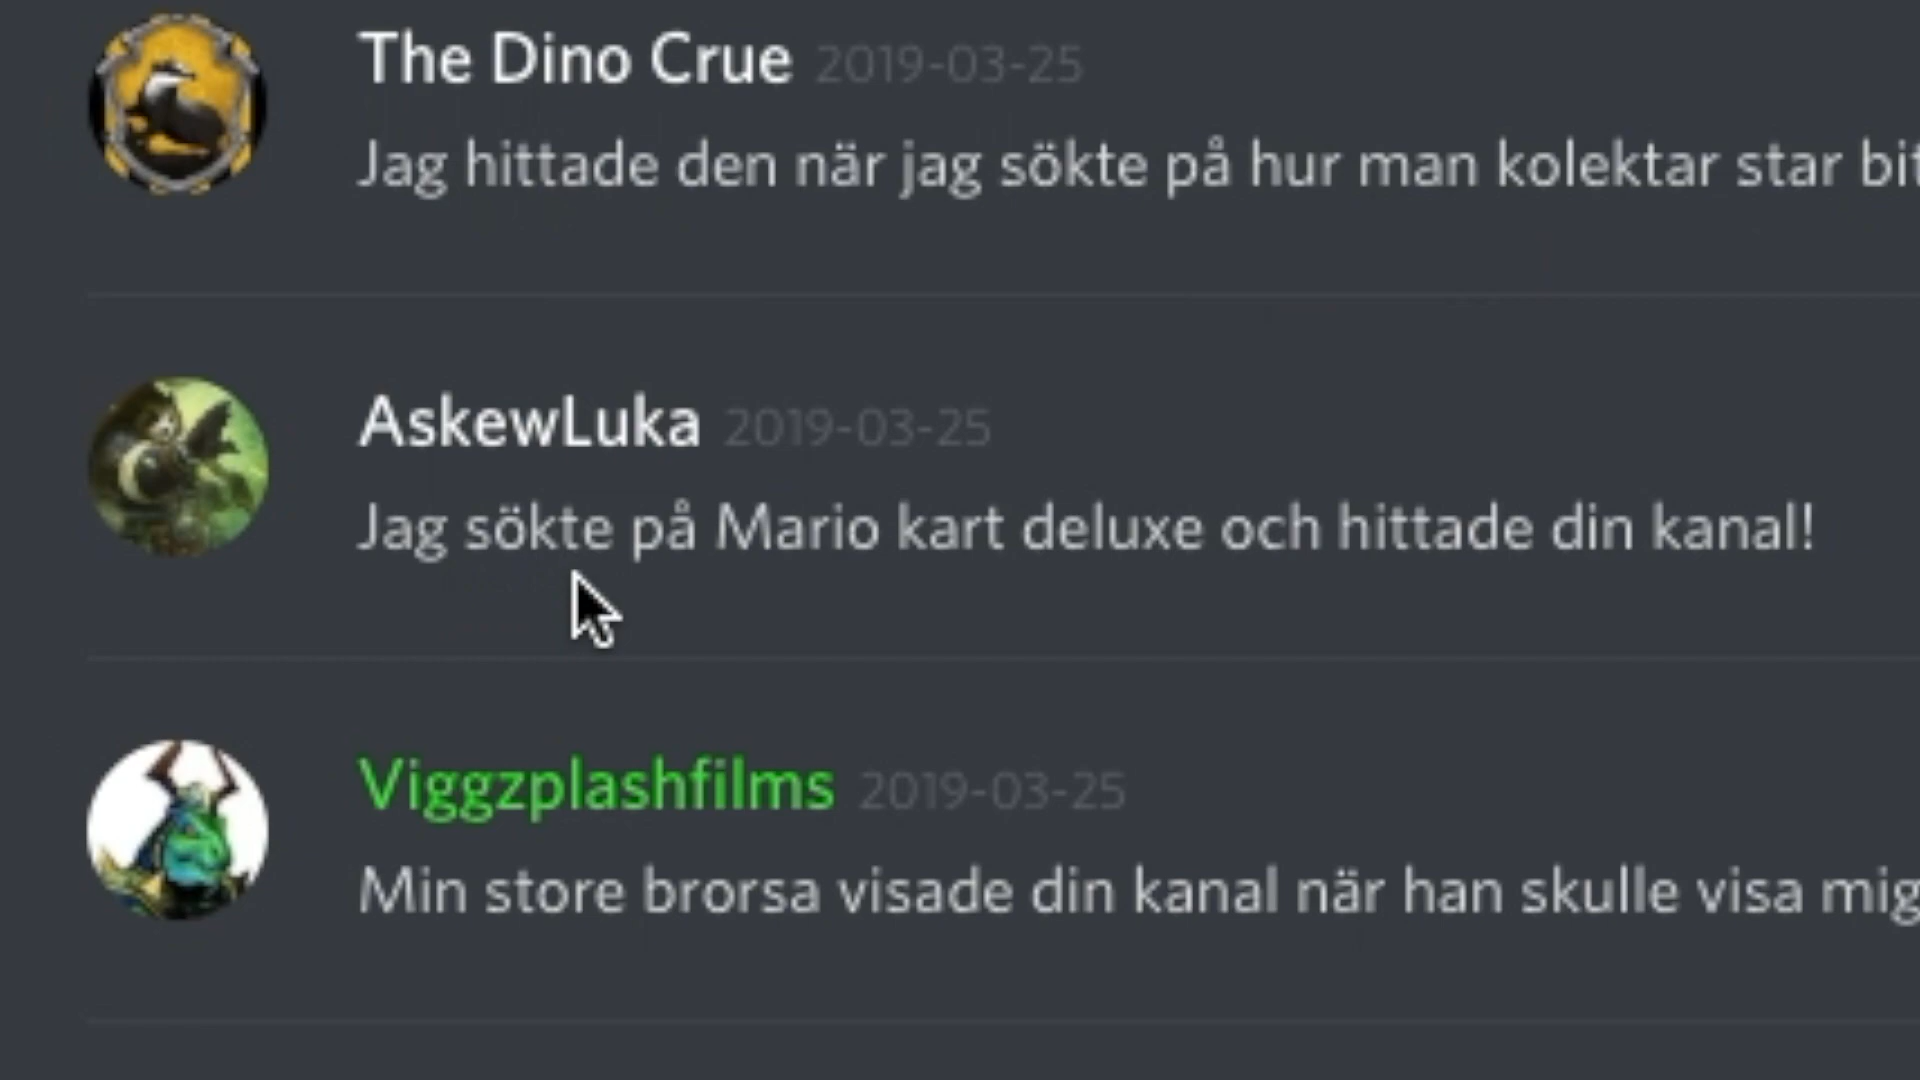 The Dino Crue 2019-03-25
Jag hittade den när jag sökte på hur man kolektar star bit
AskewLuka 2019-03-25
Jag sökte på Mario kart deluxe och hittade din kanal!
Viggzplashfilms 2019-03-25
Min store brorsa visade din kanal när han skulle visa mig